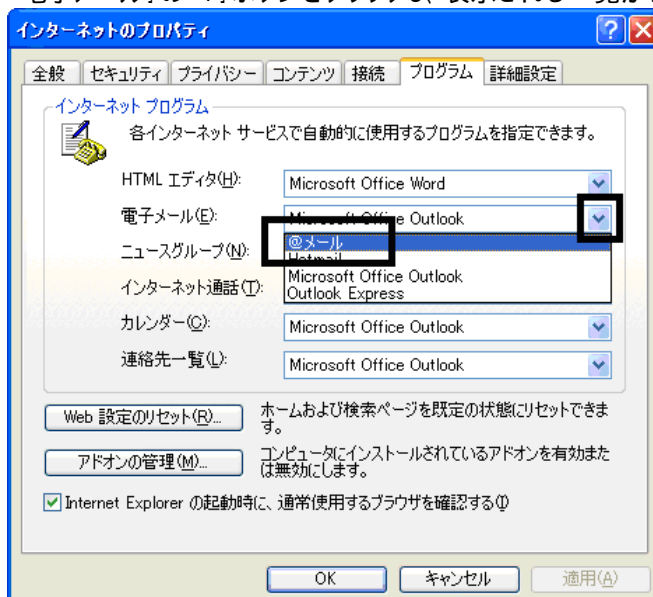 インターネットのプロパティ
全般 セキュリティ プライバシー コンテンツ 接続 プログラム 詳細設定
インターネット プログラム
各インターネット サービスで自動的に使用するプログラムを指定できます。
HTML エディタ(H): Microsoft Office Word
電子メール(E): Microsoft Office Outlook
@メール
ニュースグループ(N): Hotmail
Microsoft Office Outlook
インターネット通話(T): Outlook Express
カレンダー(C): Microsoft Office Outlook
連絡先一覧(L): Microsoft Office Outlook
Web 設定のリセット(R)... ホームおよび検索ページを既定の状態にリセットできま
す。
アドオンの管理(M)... コンピュータにインストールされているアドオンを有効また
は無効にします。
Internet Explorer の起動時に、通常使用するブラウザを確認する(I)
OK キャンセル 適用(A)